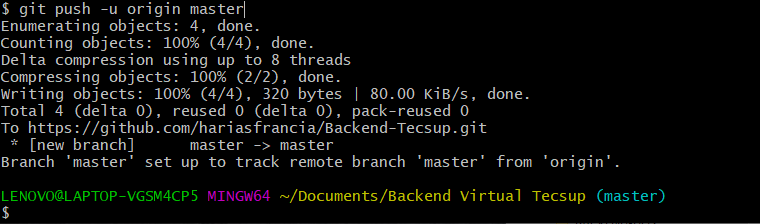 $ git push -u origin master
Enumerating objects: 4, done.
Counting objects: 100% (4/4), done.
Delta compression using up to 8 threads
Compressing objects: 100% (2/2), done.
Writing objects: 100% (4/4), 320 bytes | 80.00 KiB/s, done.
Total 4 (delta 0), reused 0 (delta 0), pack-reused 0
To https://github.com/hariasfrancia/Backend-Tecsup.git
 * [new branch]      master -> master
Branch 'master' set up to track remote branch 'master' from 'origin'.

LENOVO@LAPTOP-VGSM4CP5 MINGW64 ~/Documents/Backend Virtual Tecsup (master)
$